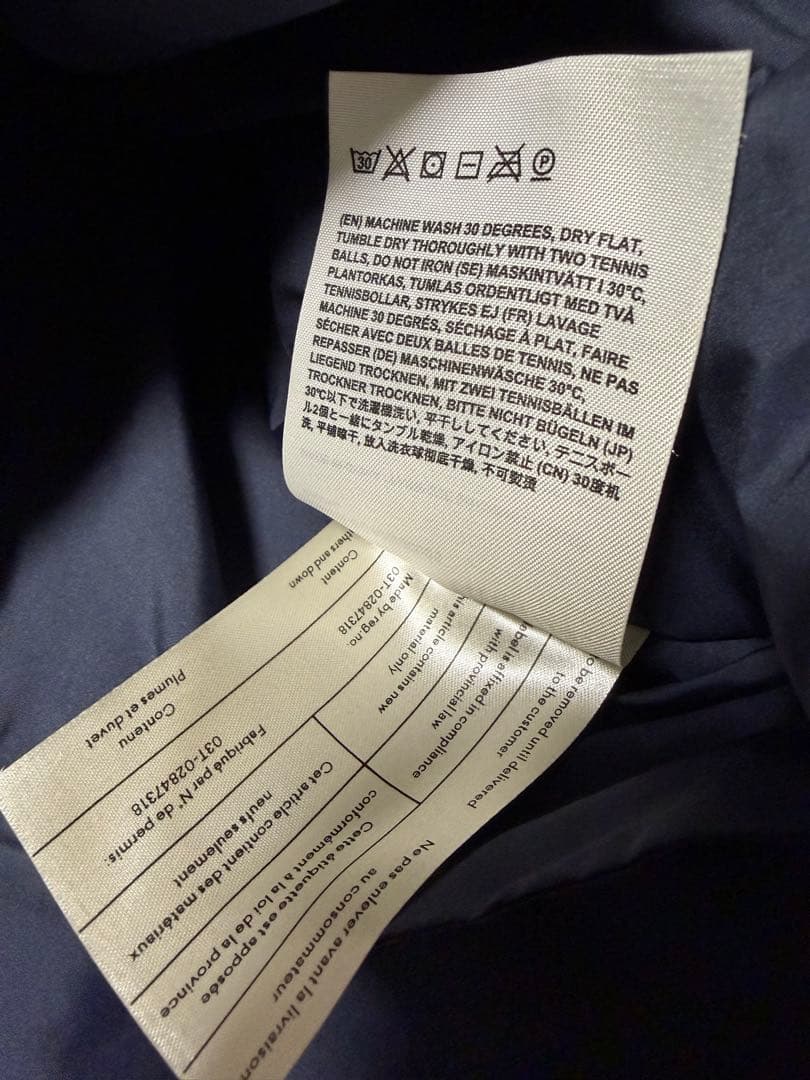 30
P
(EN) MACHINE WASH 30 DEGREES, DRY FLAT,
TUMBLE DRY THOROUGHLY WITH TWO TENNIS
BALLS, DO NOT IRON (SE) MASKINTVÄTT I 30°C,
PLANTORKAS, TUMLAS ORDENTLIGT MED TVÅ
TENNISBOLLAR, STRYKES EJ (FR) LAVAGE
MACHINE 30 DEGRÉS, SÉCHAGE À PLAT, FAIRE
SÉCHER AVEC DEUX BALLES DE TENNIS, NE PAS
REPASSER (DE) MASCHINENWÄSCHE 30°C,
LIEGEND TROCKNEN, MIT ZWEI TENNISBÄLLEN IM
TROCKNER TROCKNEN, BITTE NICHT BÜGELN (JP)
30℃以下で洗濯機洗い, 平干ししてください, テニスボー
ル2個と一緒にタンブル乾燥, アイロン禁止 (CN) 30度机
洗, 平铺晾干, 放入洗衣球彻底干燥, 不可熨烫
to be removed until delivered
to the customer
label is affixed in compliance
with provincial law
This article contains new
material only
Made by reg.no.
03T-02847318
Content
and down
Ne pas enlever avant la livraison
au consommateur
Cette étiquette est apposée
conformément à la loi de la province
Cet article contient des matériaux
neufs seulement
Fabriqué par N° de permis:
03T-02847318
Contenu
Plumes et duvet